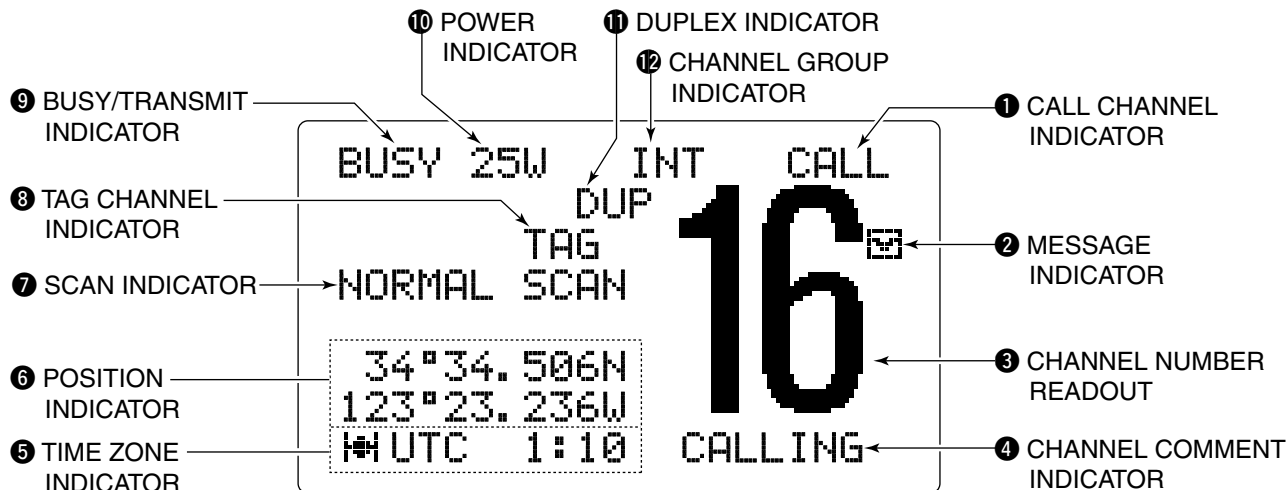 ❿ POWER
INDICATOR
⓫ DUPLEX INDICATOR
⓬ CHANNEL GROUP
INDICATOR
❾ BUSY/TRANSMIT
INDICATOR
❶ CALL CHANNEL
INDICATOR
BUSY 25W INT CALL
DUP
❽ TAG CHANNEL
INDICATOR
TAG
16
❷ MESSAGE
INDICATOR
❼ SCAN INDICATOR
NORMAL SCAN
❻ POSITION
INDICATOR
34°34.506N
123°23.236W
❸ CHANNEL NUMBER
READOUT
❺ TIME ZONE
INDICATOR
UTC 1:10
CALLING
❹ CHANNEL COMMENT
INDICATOR